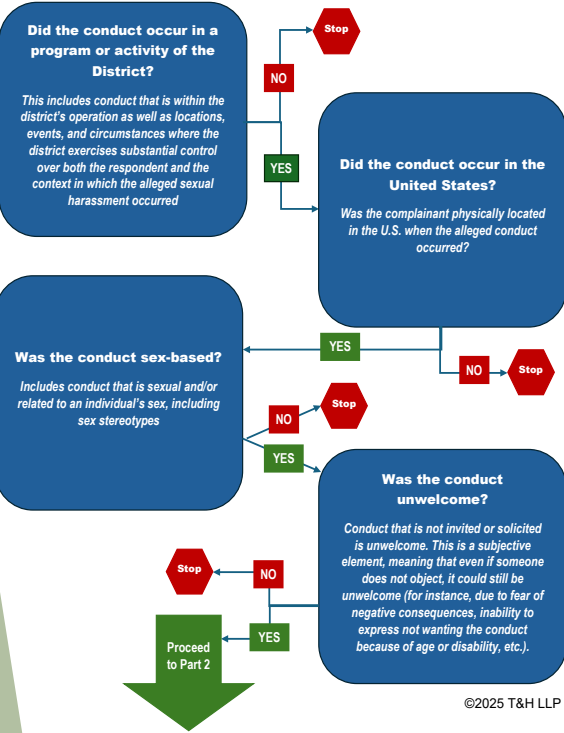 Did the conduct occur in a
program or activity of the
District?
This includes conduct that is within the
district's operation as well as locations,
events, and circumstances where the
district exercises substantial control
over both the respondent and the
context in which the alleged sexual
harassment occurred
NO
Stop
YES
Did the conduct occur in the
United States?
Was the complainant physically located
in the U.S. when the alleged conduct
occurred?
YES
NO
Stop
Was the conduct sex-based?
Includes conduct that is sexual and/or
related to an individual's sex, including
sex stereotypes
NO
Stop
YES
Was the conduct
unwelcome?
Conduct that is not invited or solicited
is unwelcome. This is a subjective
element, meaning that even if someone
does not object, it could still be
unwelcome (for instance, due to fear of
negative consequences, inability to
express not wanting the conduct
because of age or disability, etc.).
NO
Stop
YES
Proceed
to Part 2
©2025 T&H LLP